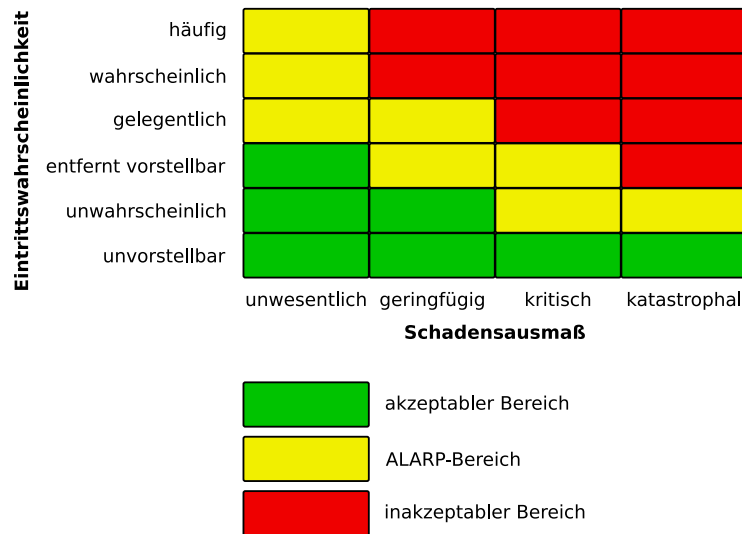 Eintrittswahrscheinlichkeit
häufig
wahrscheinlich
gelegentlich
entfernt vorstellbar
unwahrscheinlich
unvorstellbar
unwesentlich geringfügig kritisch katastrophal
Schadensausmaß
akzeptabler Bereich
ALARP-Bereich
inakzeptabler Bereich